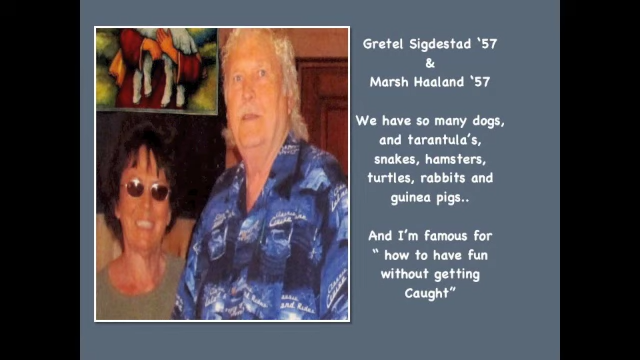 Gretel Sigdestad ‘57
&
Marsh Haaland ‘57
We have so many dogs,
and tarantula’s,
snakes, hamsters,
turtles, rabbits and
guinea pigs..
And I’m famous for
“ how to have fun
without getting
Caught”